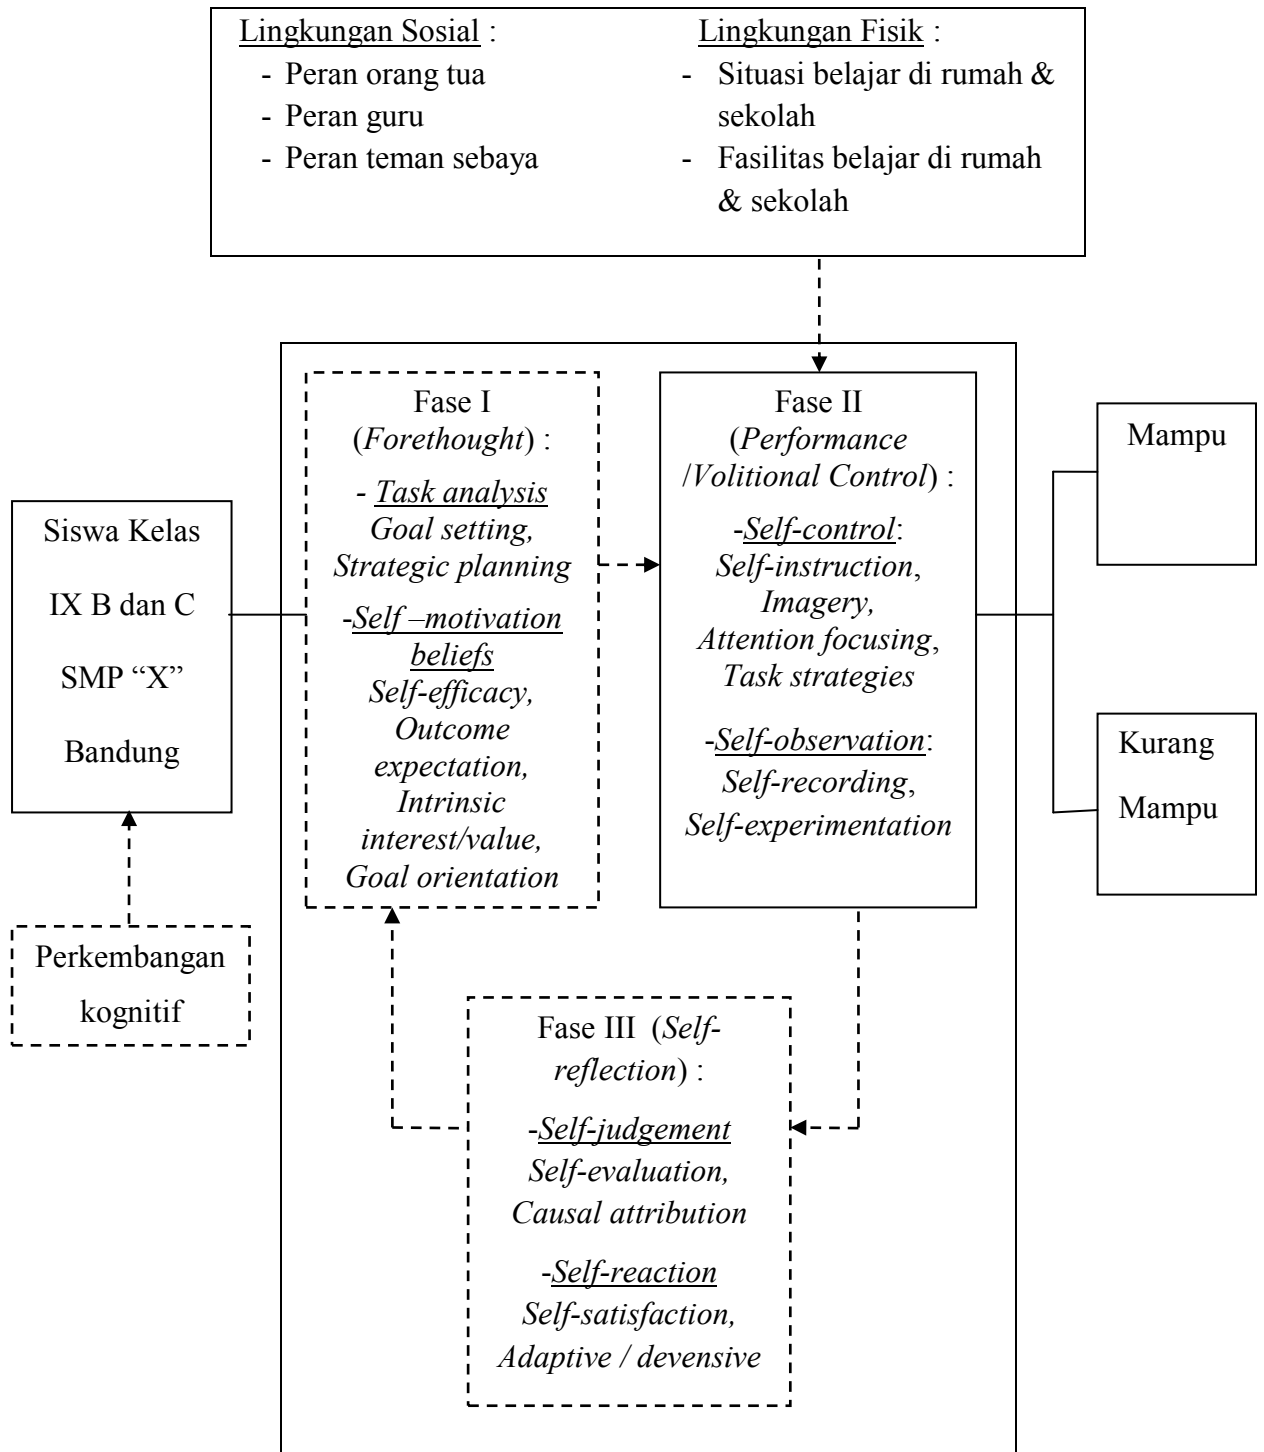 Lingkungan Sosial :
- Peran orang tua
- Peran guru
- Peran teman sebaya
Lingkungan Fisik :
- Situasi belajar di rumah &
sekolah
- Fasilitas belajar di rumah
& sekolah
Siswa Kelas
IX B dan C
SMP “X”
Bandung
Perkembangan
kognitif
Fase I
(Forethought) :
- Task analysis
Goal setting,
Strategic planning
-Self –motivation
beliefs
Self-efficacy,
Outcome
expectation,
Intrinsic
interest/value,
Goal orientation
Fase II
(Performance
/Volitional Control) :
-Self-control:
Self-instruction,
Imagery,
Attention focusing,
Task strategies
-Self-observation:
Self-recording,
Self-experimentation
Fase III (Self-
reflection) :
-Self-judgement
Self-evaluation,
Causal attribution
-Self-reaction
Self-satisfaction,
Adaptive / devensive
Mampu
Kurang
Mampu